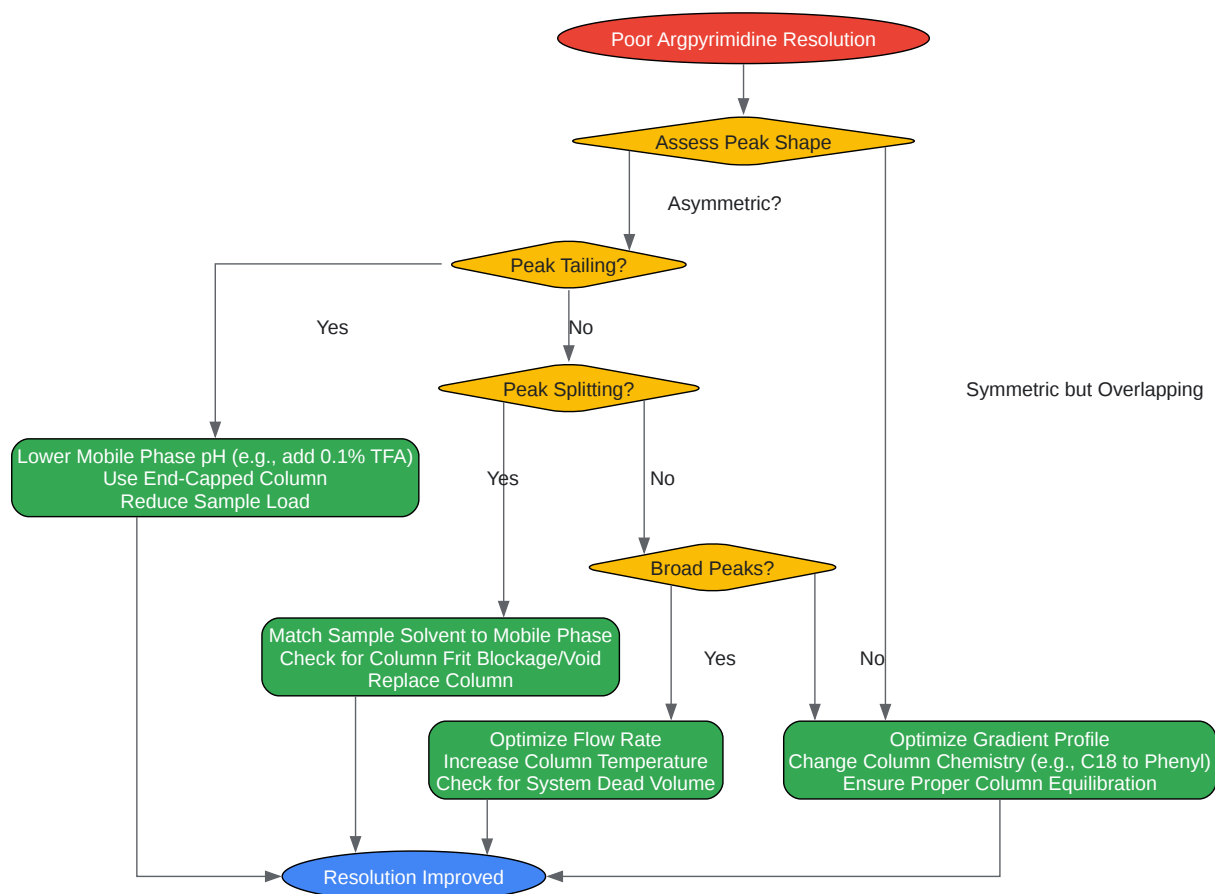 Poor Argpyrimidine Resolution
Assess Peak Shape
Asymmetric?
Peak Tailing?
Yes
No
Peak Splitting?
Symmetric but Overlapping
Lower Mobile Phase pH (e.g., add 0.1% TFA)
Use End-Capped Column
Reduce Sample Load
Yes
No
Broad Peaks?
Match Sample Solvent to Mobile Phase
Check for Column Frit Blockage/Void
Replace Column
Yes
No
Optimize Flow Rate
Increase Column Temperature
Check for System Dead Volume
Optimize Gradient Profile
Change Column Chemistry (e.g., C18 to Phenyl)
Ensure Proper Column Equilibration
Resolution Improved